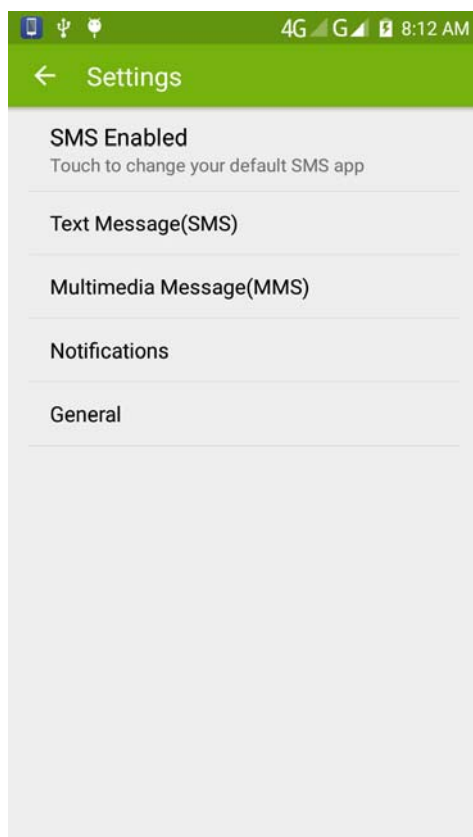 4G G 8:12 AM
Settings
SMS Enabled
Touch to change your default SMS app
Text Message(SMS)
Multimedia Message(MMS)
Notifications
General